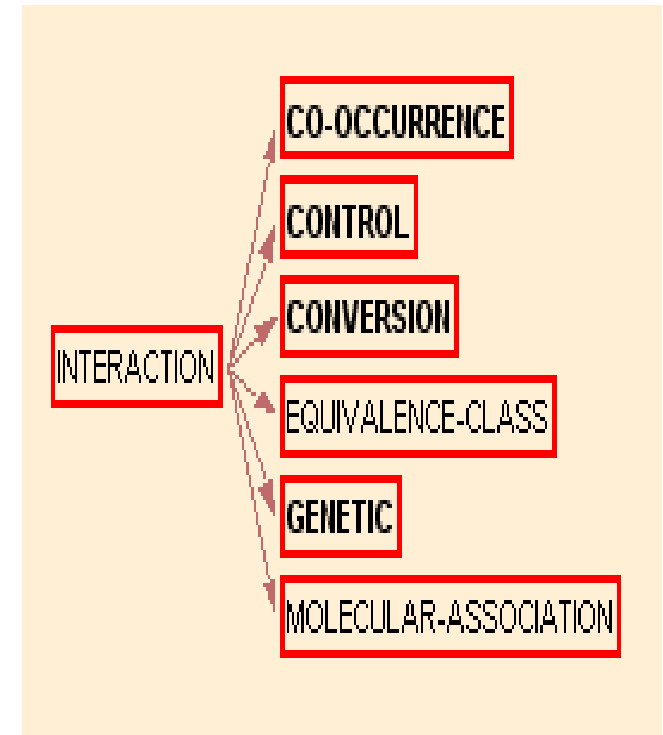 CO-OCCURRENCE
CONTROL
CONVERSION
INTERACTION
EQUIVALENCE-CLASS
GENETIC
MOLECULAR-ASSOCIATION